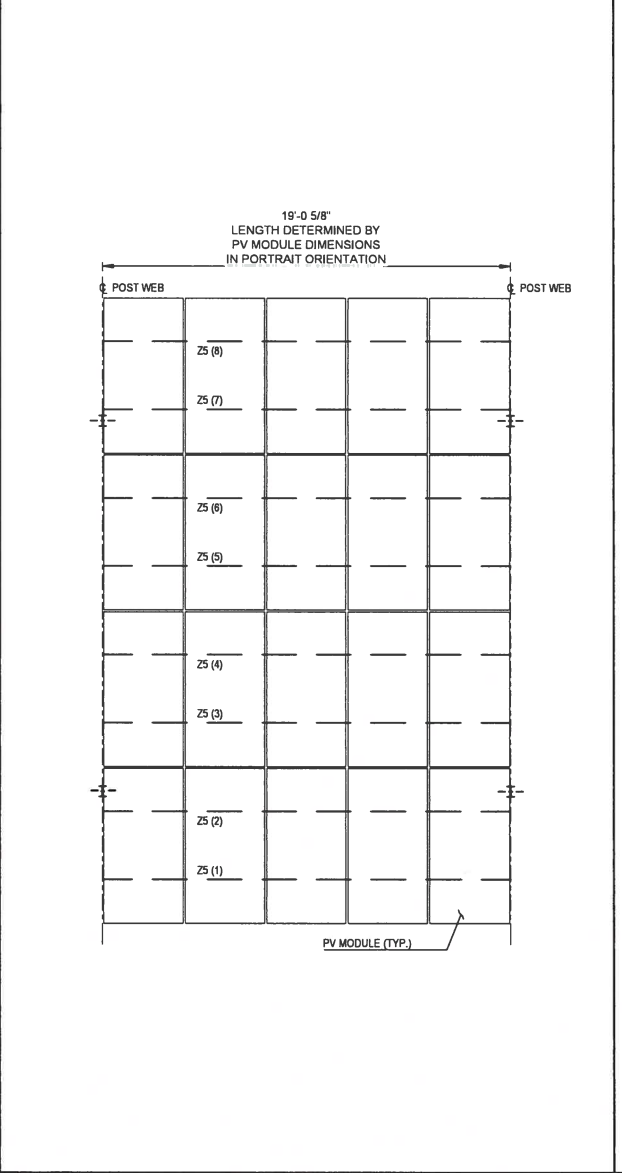 19'-0 5/8"
LENGTH DETERMINED BY
PV MODULE DIMENSIONS
IN PORTRAIT ORIENTATION
℄ POST WEB
℄ POST WEB
Z5 (8)
Z5 (7)
Z5 (6)
Z5 (5)
Z5 (4)
Z5 (3)
Z5 (2)
Z5 (1)
PV MODULE (TYP.)